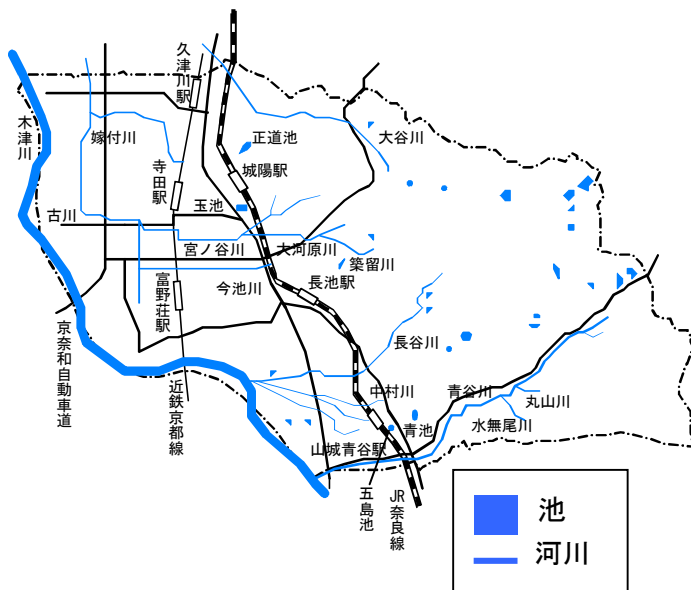 久津川駅
木津川
嫁付川
正道池
大谷川
城陽駅
寺田駅
玉池
古川
宮ノ谷川
大河原川
築留川
富野荘駅
今池川
長池駅
京奈和自動車道
長谷川
近鉄京都線
中村川
青谷川
丸山川
青池
水無尾川
山城青谷駅
五島池
JR奈良線
池
河川